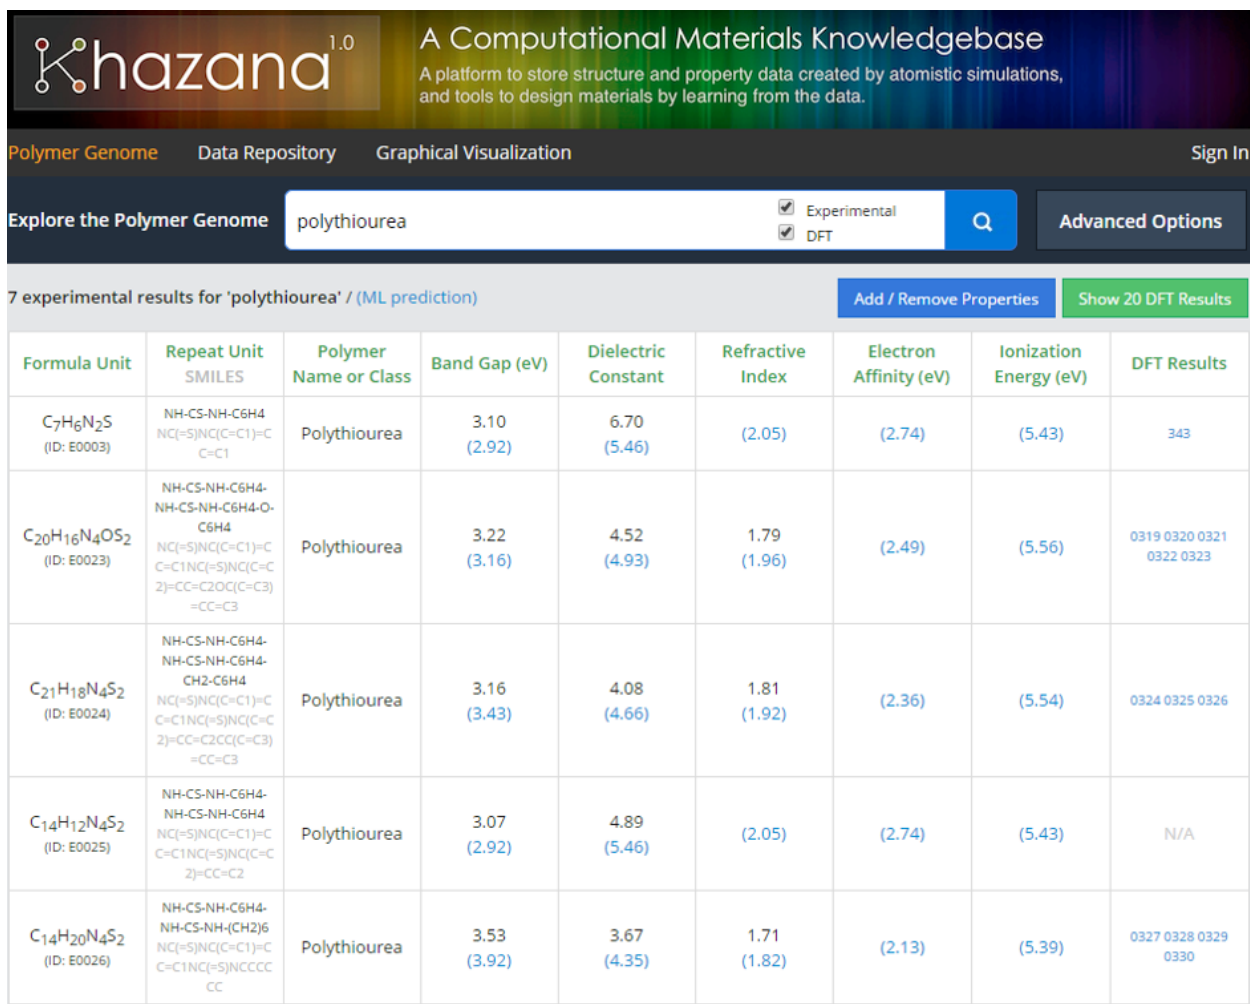 Khazana 1.0
A Computational Materials Knowledgebase
A platform to store structure and property data created by atomistic simulations,
and tools to design materials by learning from the data.
Polymer Genome Data Repository Graphical Visualization Sign In
Explore the Polymer Genome polythiourea Experimental DFT Advanced Options
7 experimental results for 'polythiourea' / (ML prediction) Add / Remove Properties Show 20 DFT Results
Formula Unit
Repeat Unit
SMILES
Polymer
Name or Class
Band Gap (eV)
Dielectric
Constant
Refractive
Index
Electron
Affinity (eV)
Ionization
Energy (eV)
DFT Results
C7H6N2S
(ID: E0003)
NH-CS-NH-C6H4
NC(=S)NC(C=C1)=C
C=C1
Polythiourea
3.10
(2.92)
6.70
(5.46)
(2.05)
(2.74)
(5.43)
343
C20H16N4OS2
(ID: E0023)
NH-CS-NH-C6H4-
NH-CS-NH-C6H4-O-
C6H4
NC(=S)NC(C=C1)=C
C=C1NC(=S)NC(C=C
2)=CC=C2OC(C=C3)
=CC=C3
Polythiourea
3.22
(3.16)
4.52
(4.93)
1.79
(1.96)
(2.49)
(5.56)
0319 0320 0321
0322 0323
C21H18N4S2
(ID: E0024)
NH-CS-NH-C6H4-
NH-CS-NH-C6H4-
CH2-C6H4
NC(=S)NC(C=C1)=C
C=C1NC(=S)NC(C=C
2)=CC=C2CC(C=C3)
=CC=C3
Polythiourea
3.16
(3.43)
4.08
(4.66)
1.81
(1.92)
(2.36)
(5.54)
0324 0325 0326
C14H12N4S2
(ID: E0025)
NH-CS-NH-C6H4-
NH-CS-NH-C6H4
NC(=S)NC(C=C1)=C
C=C1NC(=S)NC(C=C
2)=CC=C2
Polythiourea
3.07
(2.92)
4.89
(5.46)
(2.05)
(2.74)
(5.43)
N/A
C14H20N4S2
(ID: E0026)
NH-CS-NH-C6H4-
NH-CS-NH-(CH2)6
NC(=S)NC(C=C1)=C
C=C1NC(=S)NCCCC
CC
Polythiourea
3.53
(3.92)
3.67
(4.35)
1.71
(1.82)
(2.13)
(5.39)
0327 0328 0329
0330